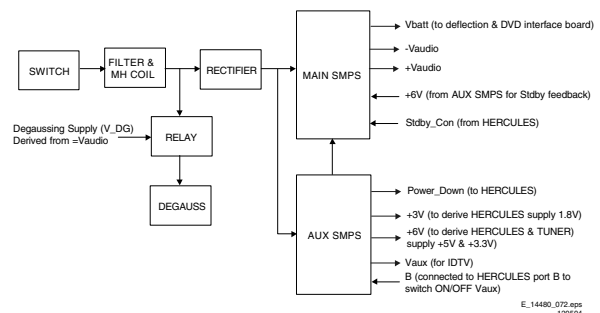 SWITCH
FILTER &
MH COIL
RECTIFIER
MAIN SMPS
Vbatt (to deflection & DVD interface board)
-Vaudio
+Vaudio
+6V (from AUX SMPS for Stdby feedback)
Stdby_Con (from HERCULES)
Degaussing Supply (V_DG)
Derived from =Vaudio
RELAY
DEGAUSS
AUX SMPS
Power_Down (to HERCULES)
+3V (to derive HERCULES supply 1.8V)
+6V (to derive HERCULES & TUNER)
supply +5V & +3.3V)
Vaux (for IDTV)
B (connected to HERCULES port B to
switch ON/OFF Vaux)
E_14480_072.eps